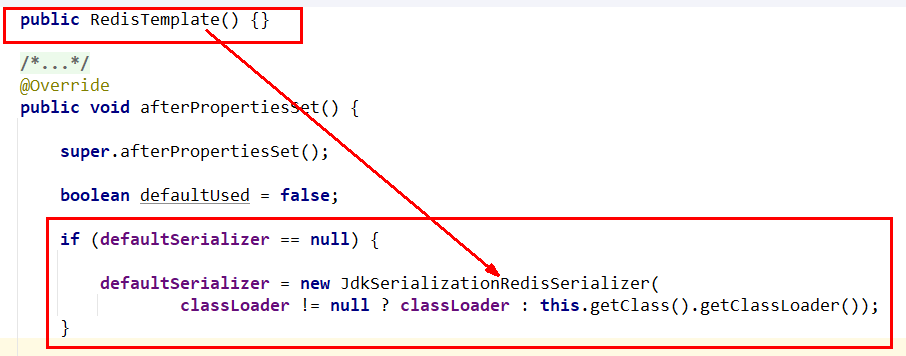 public RedisTemplate() {}
/*...*/
@Override
public void afterPropertiesSet() {
super.afterPropertiesSet();
boolean defaultUsed = false;
if (defaultSerializer == null) {
defaultSerializer = new JdkSerializationRedisSerializer(
classLoader != null ? classLoader : this.getClass().getClassLoader());
}